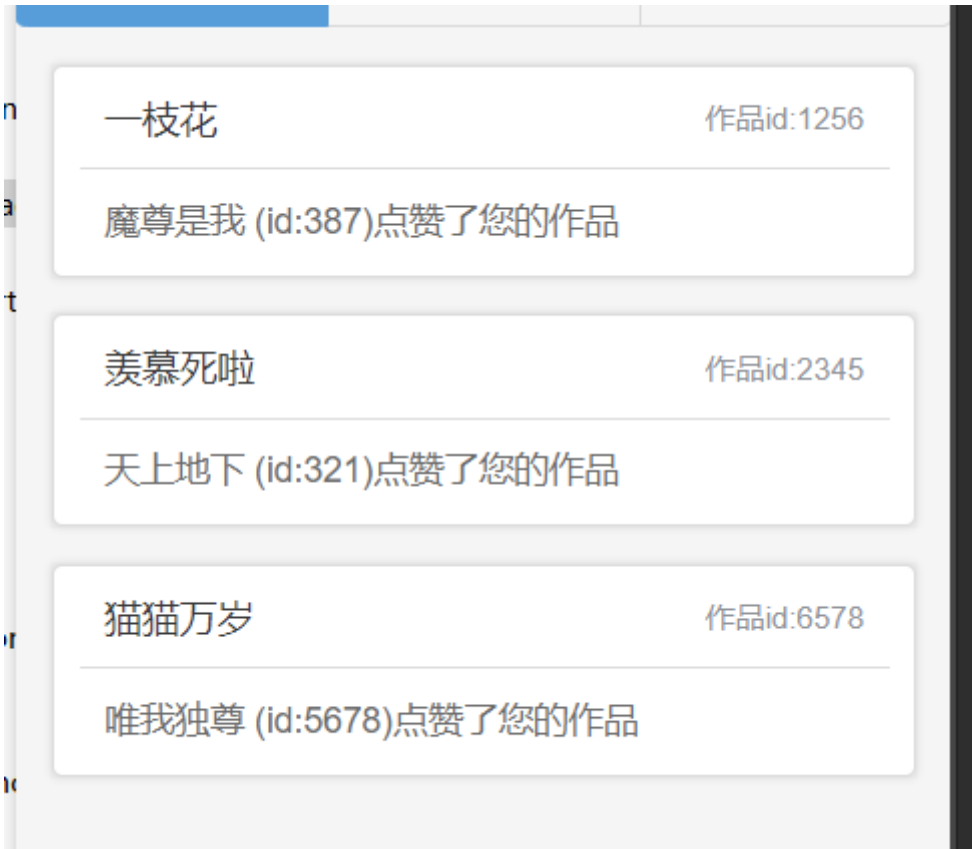 一枝花
作品id:1256
魔尊是我 (id:387)点赞了您的作品
羡慕死啦
作品id:2345
天上地下 (id:321)点赞了您的作品
猫猫万岁
作品id:6578
唯我独尊 (id:5678)点赞了您的作品